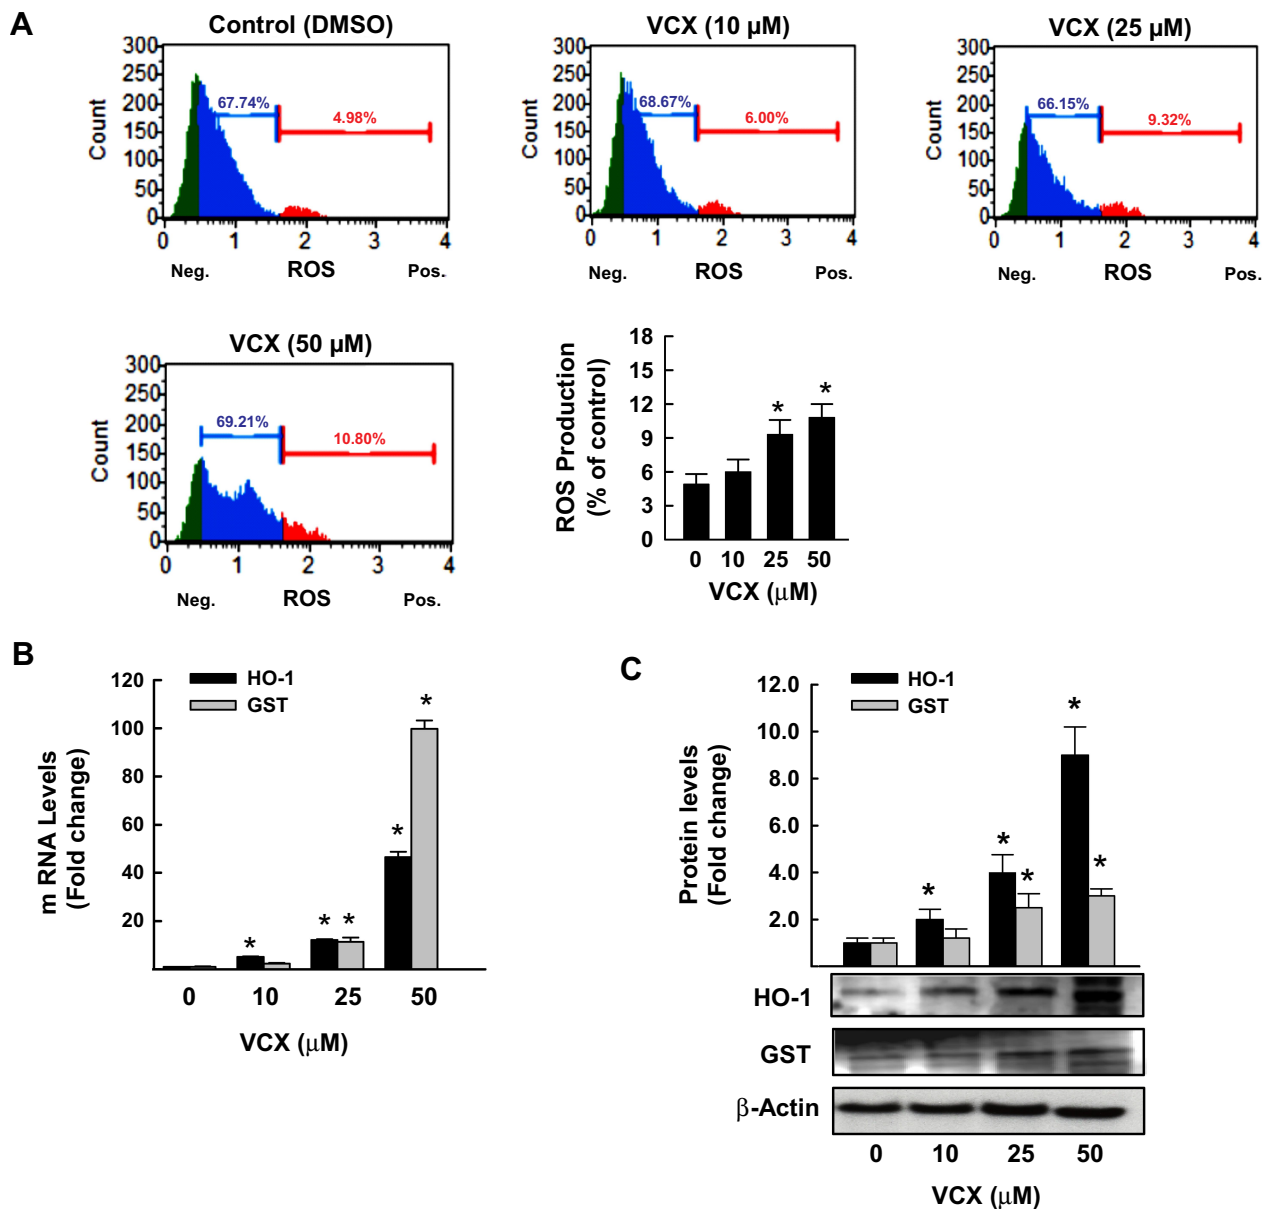 A
Control (DMSO)
300
250
200
150
100
50
0
Count
67.74%
4.98%
0 1 2 3 4
Neg. ROS Pos.
VCX (10 µM)
300
250
200
150
100
50
0
Count
68.67%
6.00%
0 1 2 3 4
Neg. ROS Pos.
VCX (25 µM)
300
250
200
150
100
50
0
Count
66.15%
9.32%
0 1 2 3 4
Neg. ROS Pos.
VCX (50 µM)
300
250
200
150
100
50
0
Count
69.21%
10.80%
0 1 2 3 4
Neg. ROS Pos.
ROS Production
(% of control)
18
15
12
9
6
3
0
* *
0 10 25 50
VCX (µM)
B
HO-1
GST
m RNA Levels
(Fold change)
120
100
80
60
40
20
* * * * *
0 10 25 50
VCX (µM)
C
HO-1
GST
Protein levels
(Fold change)
12.0
10.0
8.0
6.0
4.0
2.0
* * * * *
HO-1
GST
β-Actin
0 10 25 50
VCX (µM)